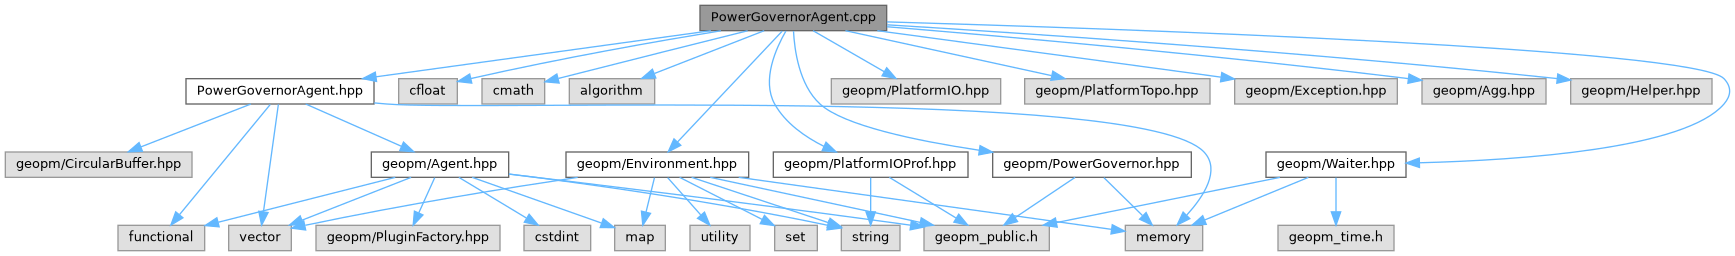 PowerGovernorAgent.cpp
PowerGovernorAgent.hpp
cfloat
cmath
algorithm
geopm/PlatformIO.hpp
geopm/PlatformTopo.hpp
geopm/Exception.hpp
geopm/Agg.hpp
geopm/Helper.hpp
geopm/CircularBuffer.hpp
geopm/Agent.hpp
geopm/Environment.hpp
geopm/PlatformIOProf.hpp
geopm/PowerGovernor.hpp
geopm/Waiter.hpp
functional
vector
geopm/PluginFactory.hpp
cstdint
map
utility
set
string
geopm_public.h
memory
geopm_time.h